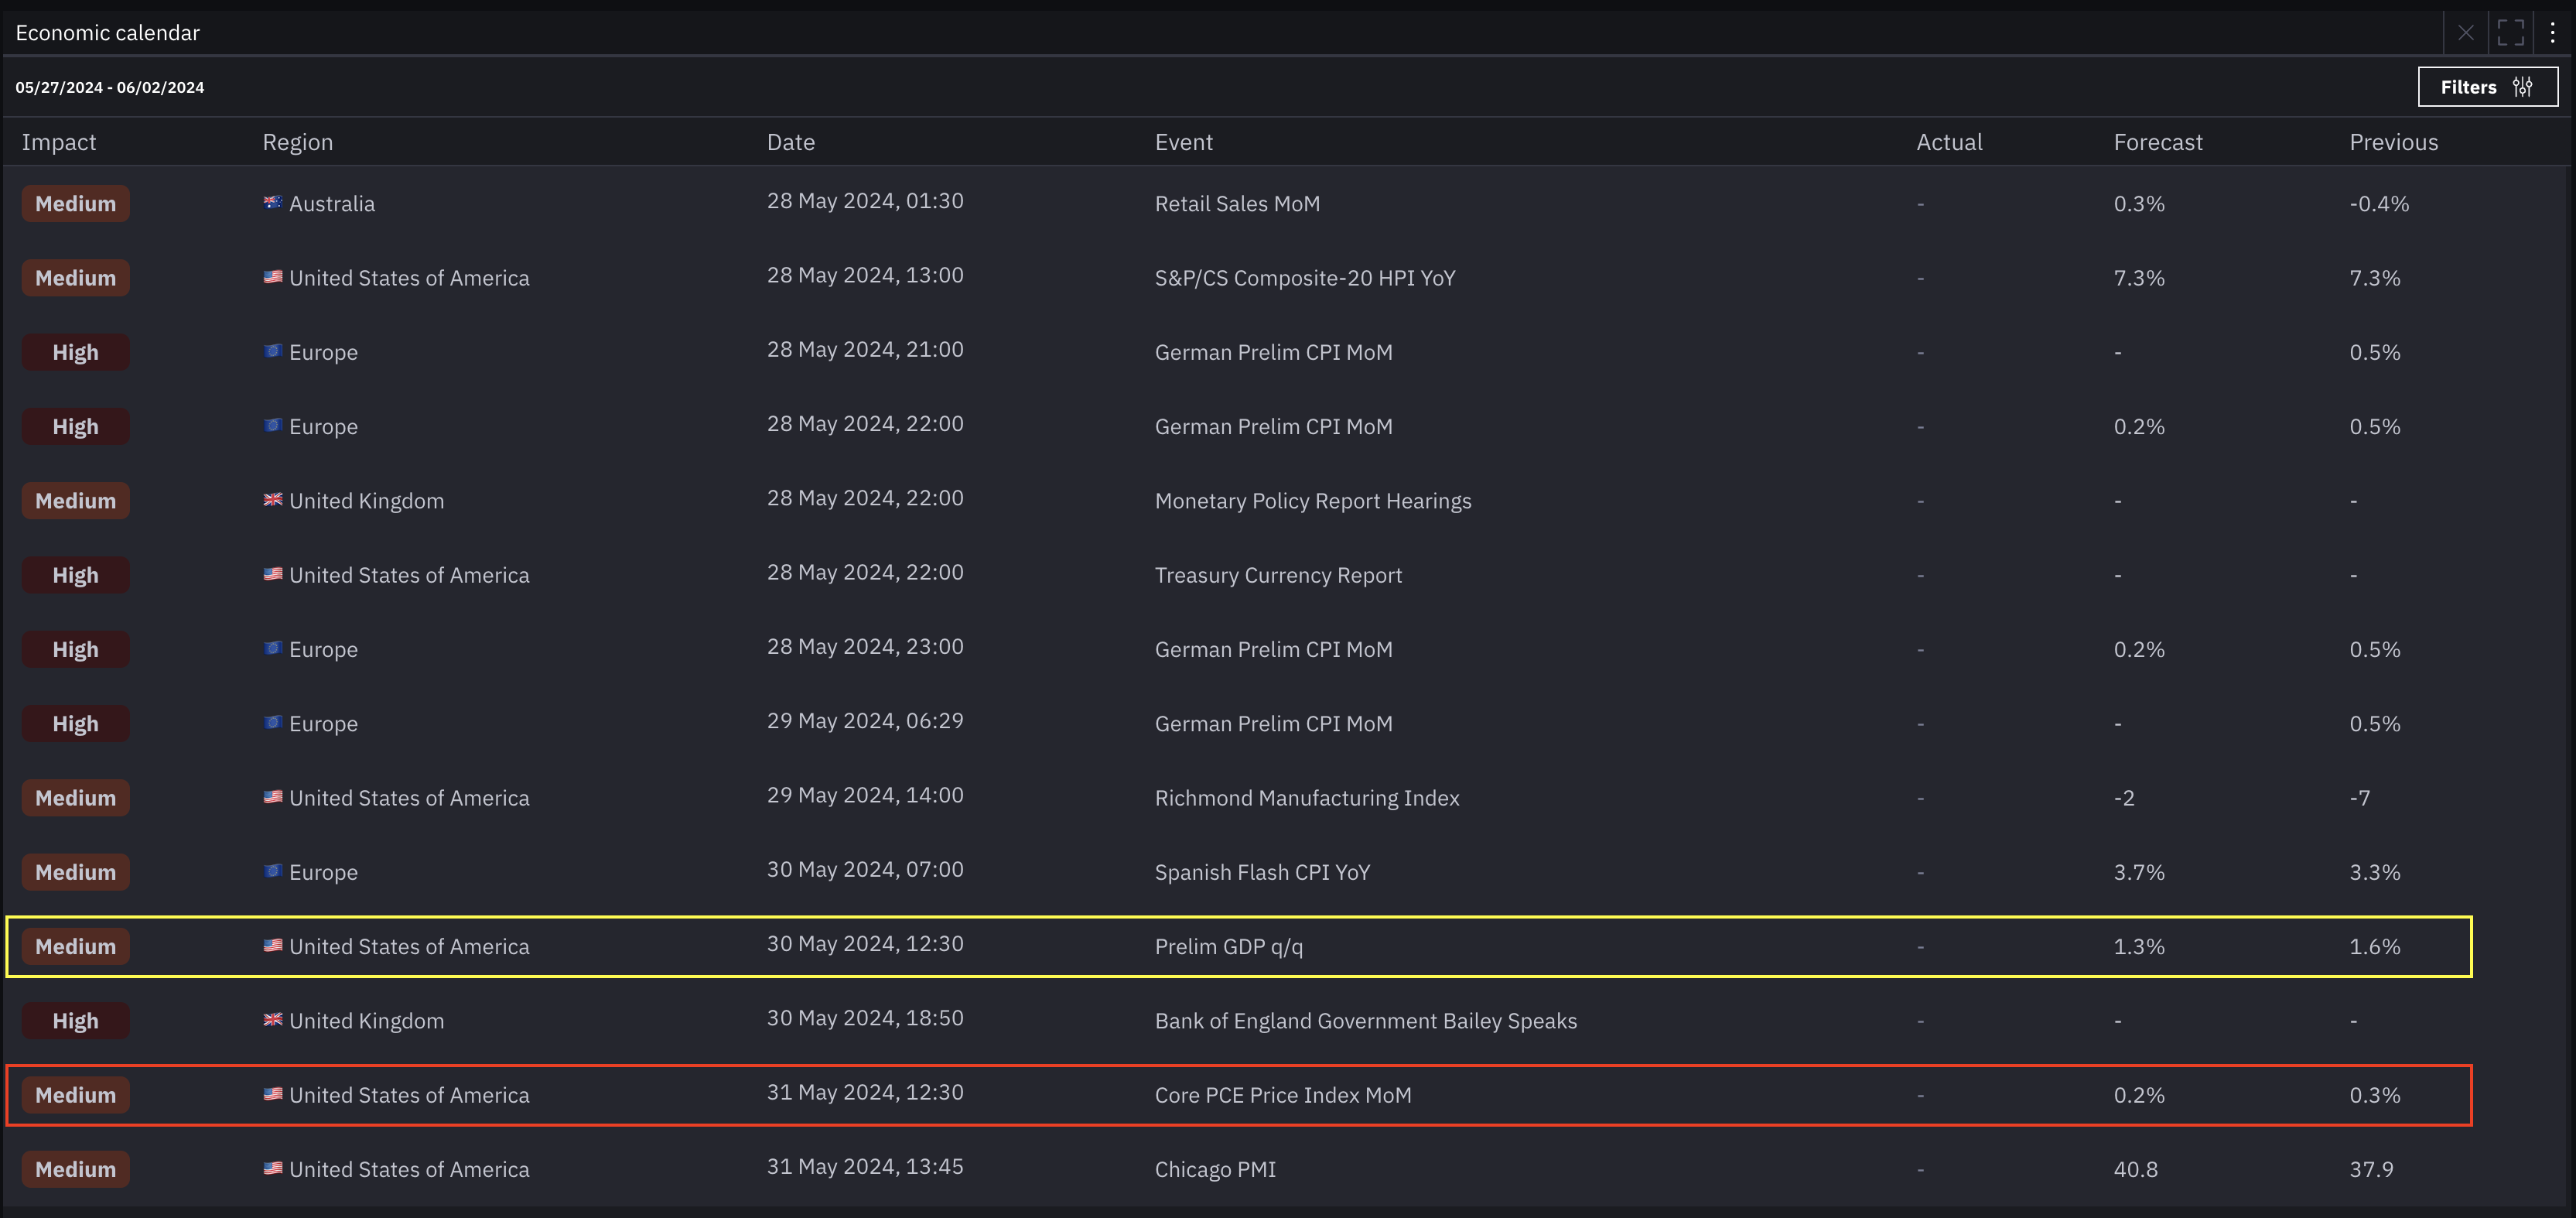 Economic calendar
05/27/2024 - 06/02/2024 Filters
Impact Region Date Event Actual Forecast Previous
Medium Australia 28 May 2024, 01:30 Retail Sales MoM - 0.3% -0.4%
Medium United States of America 28 May 2024, 13:00 S&P/CS Composite-20 HPI YoY - 7.3% 7.3%
High Europe 28 May 2024, 21:00 German Prelim CPI MoM - - 0.5%
High Europe 28 May 2024, 22:00 German Prelim CPI MoM - 0.2% 0.5%
Medium United Kingdom 28 May 2024, 22:00 Monetary Policy Report Hearings - - -
High United States of America 28 May 2024, 22:00 Treasury Currency Report - - -
High Europe 28 May 2024, 23:00 German Prelim CPI MoM - 0.2% 0.5%
High Europe 29 May 2024, 06:29 German Prelim CPI MoM - - 0.5%
Medium United States of America 29 May 2024, 14:00 Richmond Manufacturing Index - -2 -7
Medium Europe 30 May 2024, 07:00 Spanish Flash CPI YoY - 3.7% 3.3%
Medium United States of America 30 May 2024, 12:30 Prelim GDP q/q - 1.3% 1.6%
High United Kingdom 30 May 2024, 18:50 Bank of England Government Bailey Speaks - - -
Medium United States of America 31 May 2024, 12:30 Core PCE Price Index MoM - 0.2% 0.3%
Medium United States of America 31 May 2024, 13:45 Chicago PMI - 40.8 37.9